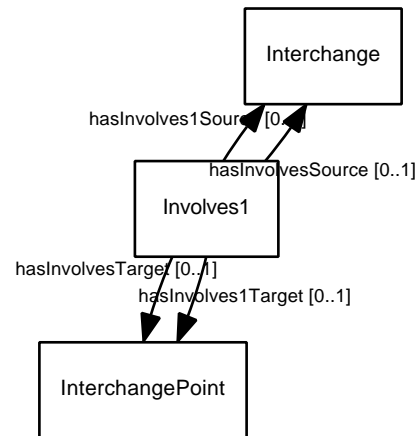 Interchange
hasInvolves1Source [0..1]
hasInvolvesSource [0..1]
Involves1
hasInvolvesTarget [0..1]
hasInvolves1Target [0..1]
InterchangePoint